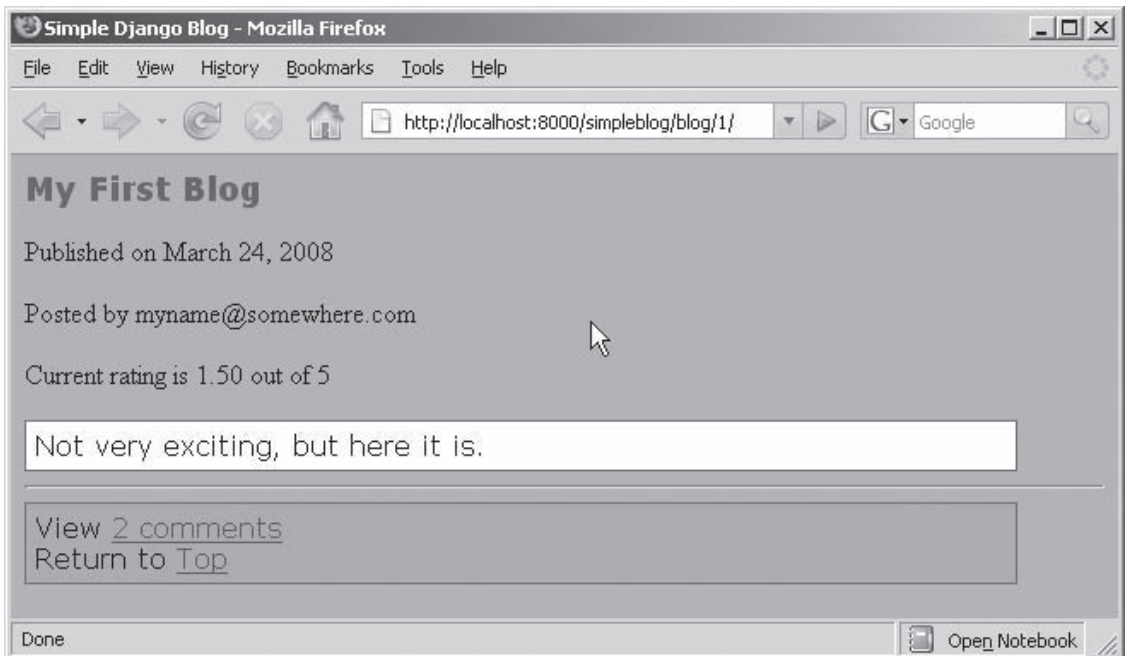 Simple Django Blog - Mozilla Firefox
File Edit View History Bookmarks Tools Help
http://localhost:8000/simpleblog/blog/1/ G Google
My First Blog
Published on March 24, 2008
Posted by myname@somewhere.com
Current rating is 1.50 out of 5
Not very exciting, but here it is.
View 2 comments
Return to Top
Done Open Notebook